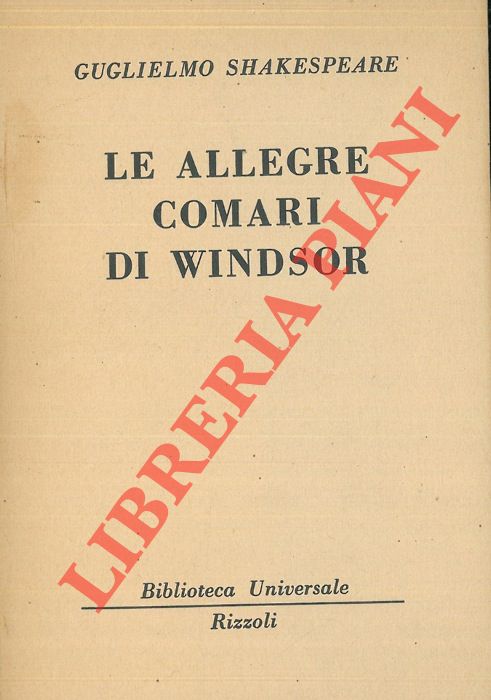 GUGLIELMO SHAKESPEARE
LE ALLEGRE
COMARI
DI WINDSOR
LIBRERIA PIANI
Biblioteca Universale
Rizzoli